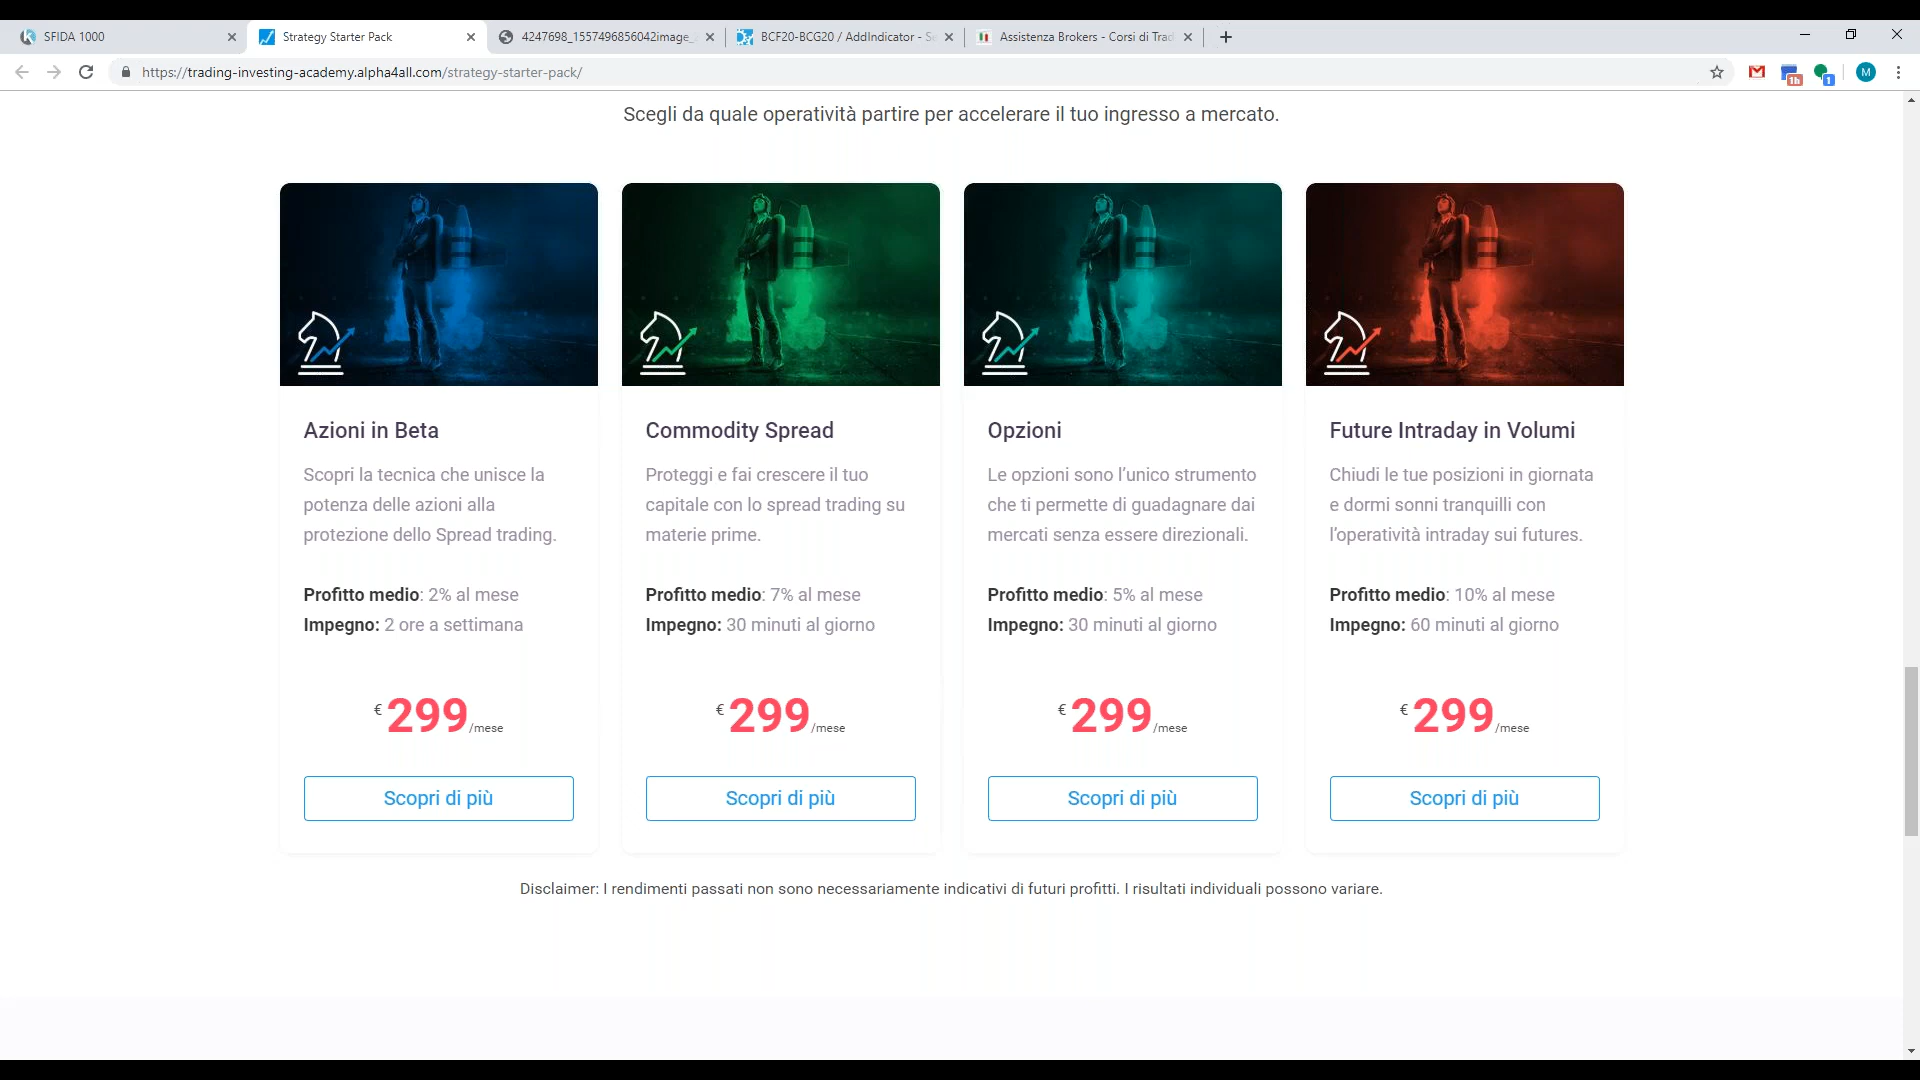 SFIDA 1000
Strategy Starter Pack
4247698_1557496856042image_
BCF20-BCG20 / AddIndicator - S
Assistenza Brokers - Corsi di Trad
https://trading-investing-academy.alpha4all.com/strategy-starter-pack/
1h
1
M
Scegli da quale operatività partire per accelerare il tuo ingresso a mercato.
Azioni in Beta
Scopri la tecnica che unisce la
potenza delle azioni alla
protezione dello Spread trading.
Profitto medio: 2% al mese
Impegno: 2 ore a settimana
€ 299 /mese
Scopri di più
Commodity Spread
Proteggi e fai crescere il tuo
capitale con lo spread trading su
materie prime.
Profitto medio: 7% al mese
Impegno: 30 minuti al giorno
€ 299 /mese
Scopri di più
Opzioni
Le opzioni sono l’unico strumento
che ti permette di guadagnare dai
mercati senza essere direzionali.
Profitto medio: 5% al mese
Impegno: 30 minuti al giorno
€ 299 /mese
Scopri di più
Future Intraday in Volumi
Chiudi le tue posizioni in giornata
e dormi sonni tranquilli con
l’operatività intraday sui futures.
Profitto medio: 10% al mese
Impegno: 60 minuti al giorno
€ 299 /mese
Scopri di più
Disclaimer: I rendimenti passati non sono necessariamente indicativi di futuri profitti. I risultati individuali possono variare.